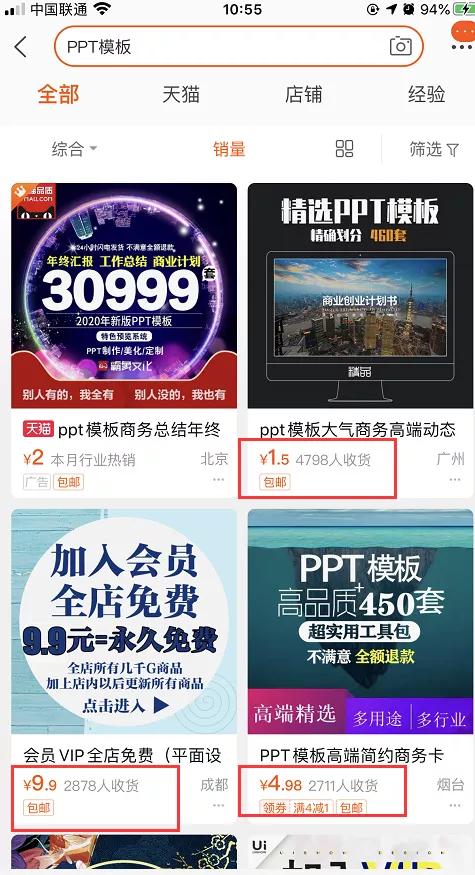 中国联通
10:55
94%
PPT模板
全部
天猫
店铺
经验
综合
销量
筛选
强品质
MALL.COM
24小时闪电发货 不满意全额退款
年终汇报 工作总结 商业计划
30999套
2020年新版PPT模板
特色预览系统
PPT制作/美化/定制
霸氣文化
别人有的，我全有
别人没的，我也有
天猫 ppt模板商务总结年终
¥2 本月行业热销
北京
广告 包邮
精选PPT模板
精确划分 460套
商业创业计划书
精品
ppt模板大气商务高端动态
¥1.5 4798人收货
广州
包邮
加入会员
全店免费
9.9元=永久免费
全店所有几千G商品
加上店内以后更新所有商品
点击进入
会员VIP全店免费（平面设
¥9.9 2878人收货
成都
包邮
PPT模板
+
高品质450套
超实用工具包
不满意 全额退款
高端精选
多用途
多行业
PPT模板高端简约商务卡
¥4.98 2711人收货
烟台
领券 满4减1 包邮
Ui